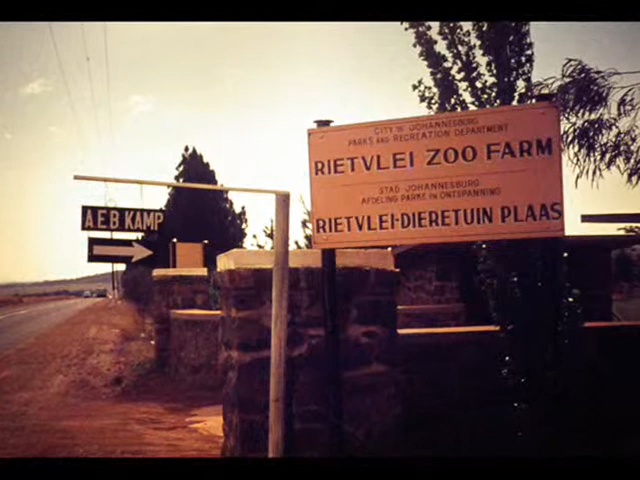 A.E.B KAMP
CITY OF JOHANNESBURG
PARKS AND RECREATION DEPARTMENT
RIETVLEI ZOO FARM
STAD JOHANNESBURG
AFDELING PARKE EN ONTSPANNING
RIETVLEI-DIERETUIN PLAAS